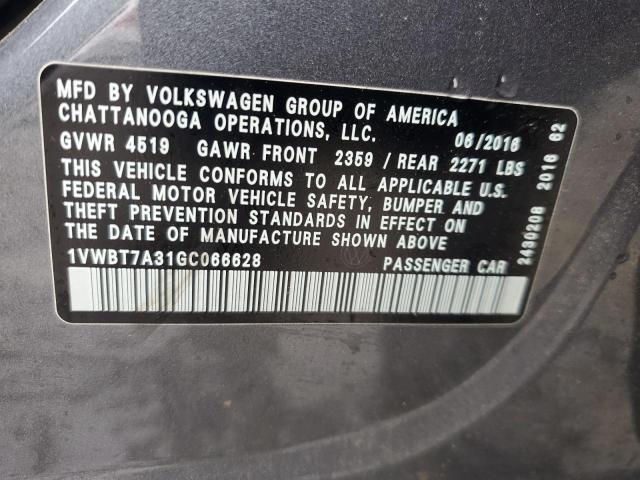 MFD BY VOLKSWAGEN GROUP OF AMERICA
CHATTANOOGA OPERATIONS, LLC. 06/2016
GVWR 4519 GAWR FRONT 2359 / REAR 2271 LBS
THIS VEHICLE CONFORMS TO ALL APPLICABLE U.S.
FEDERAL MOTOR VEHICLE SAFETY, BUMPER AND
THEFT PREVENTION STANDARDS IN EFFECT ON
THE DATE OF MANUFACTURE SHOWN ABOVE
1VWBT7A31GC066628 PASSENGER CAR
2430208 2016 62